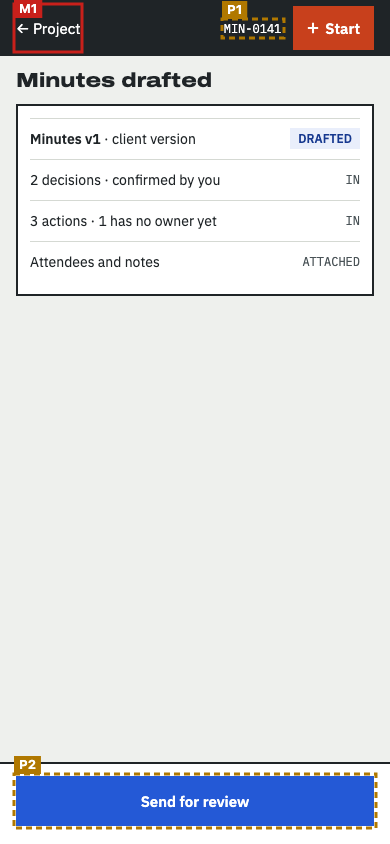 M1
P1
← Project
MIN-0141
+ Start
Minutes drafted
Minutes v1 · client version
DRAFTED
2 decisions · confirmed by you
IN
3 actions · 1 has no owner yet
IN
Attendees and notes
ATTACHED
P2
Send for review